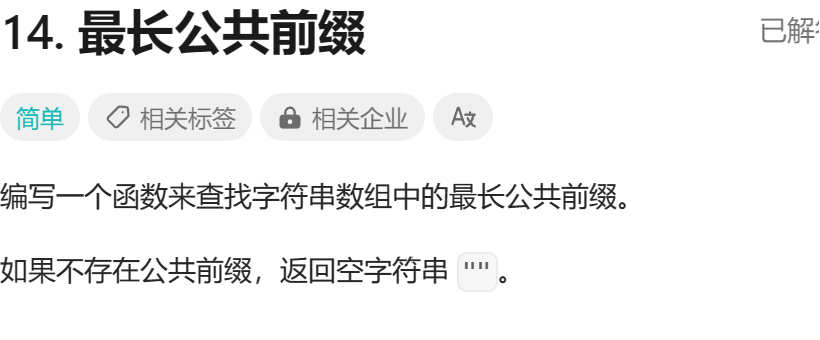 14. 最长公共前缀
已解
简单
相关标签
相关企业
编写一个函数来查找字符串数组中的最长公共前缀。
如果不存在公共前缀，返回空字符串 ""。